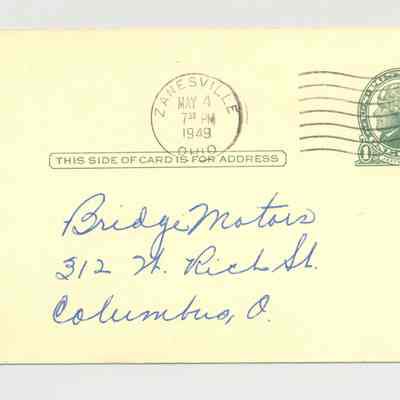 ZANESVILLE
MAY 4
7 30 PM
1949
OHIO
THIS SIDE OF CARD IS FOR ADDRESS
Bridge Motors
312 W. Rich St.
Columbus, O.